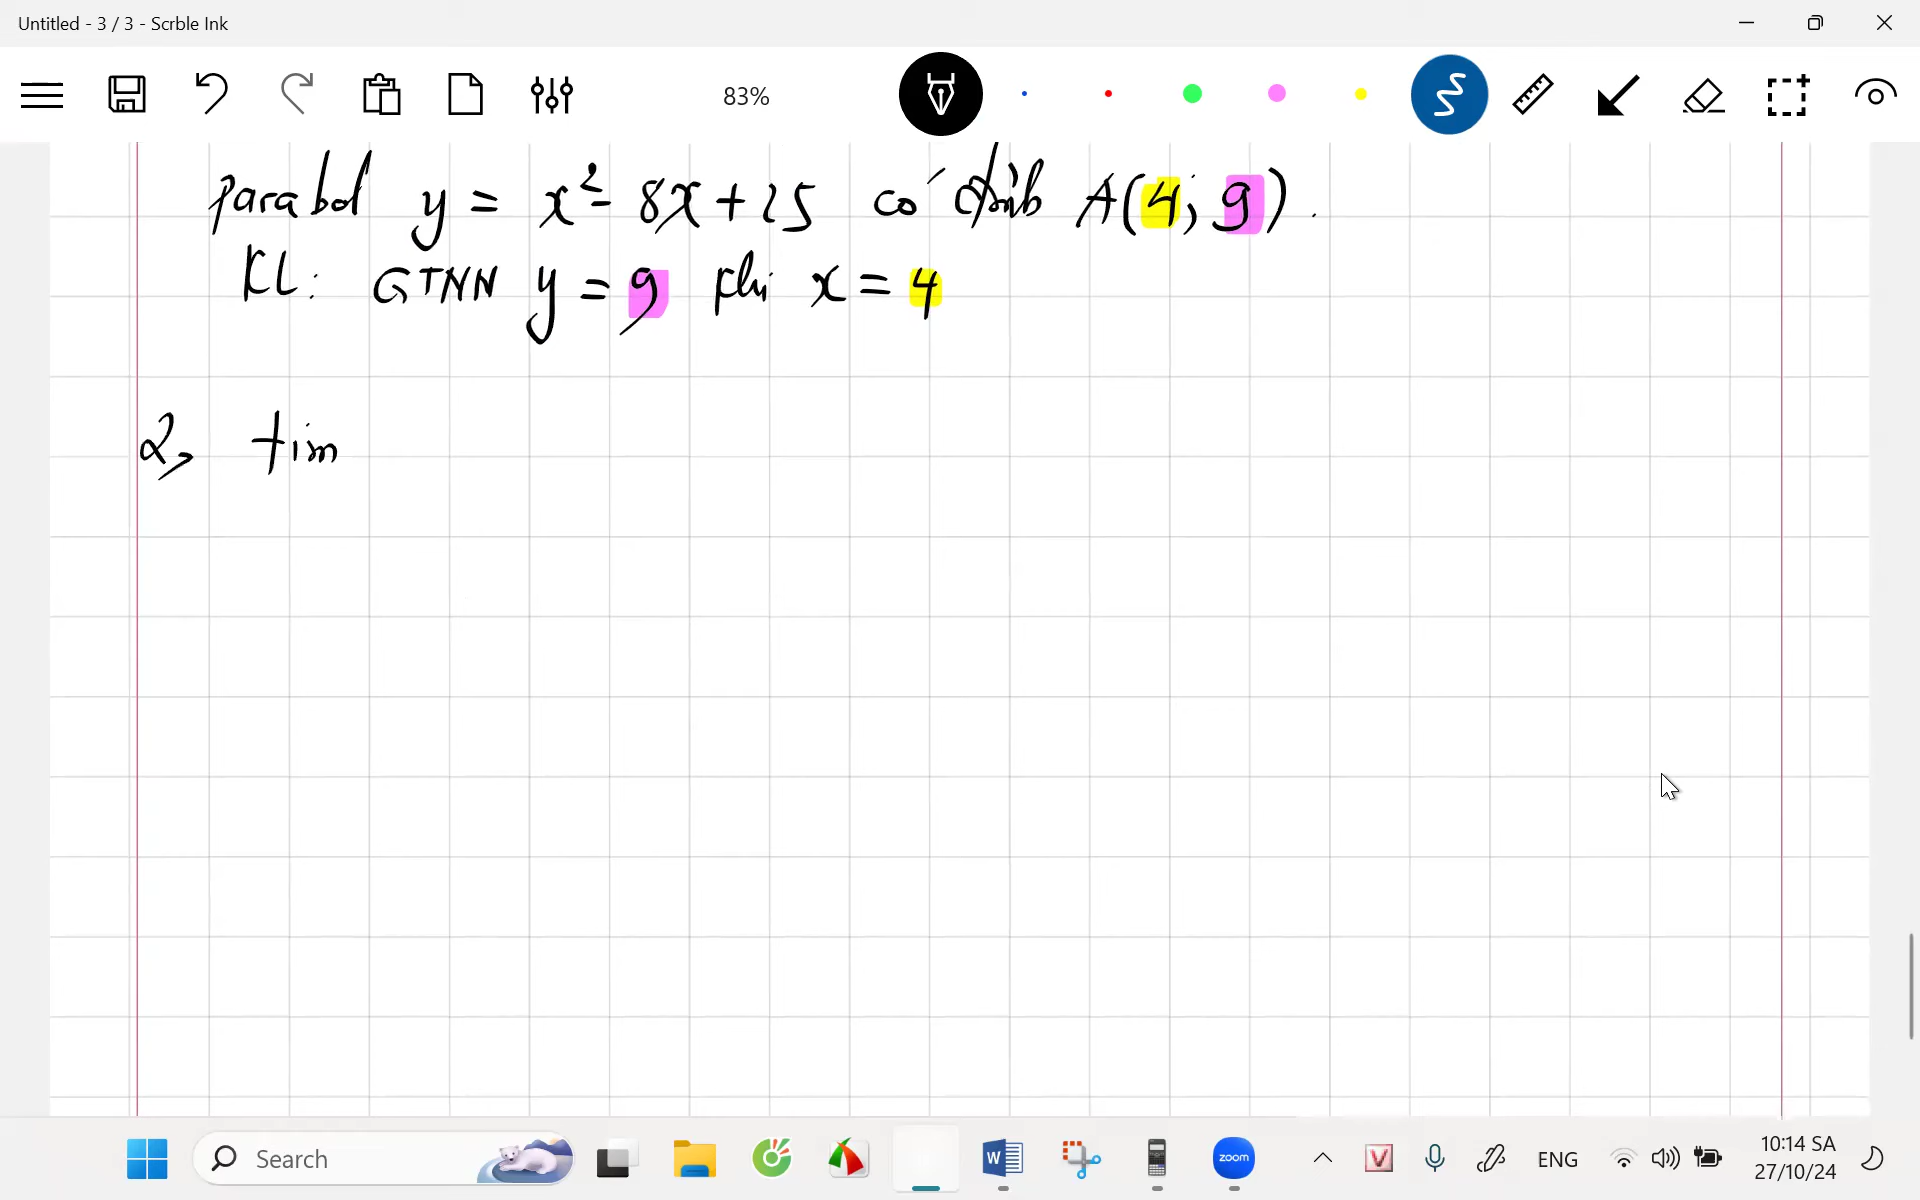 Untitled - 3 / 3 - Scrble Ink
83%
parabol y = x² - 8x + 25 có đỉnh A(4; 9).
KL: GTNN y = 9 khi x = 4
2, tìm
Search
zoom
ENG
10:14 SA
27/10/24